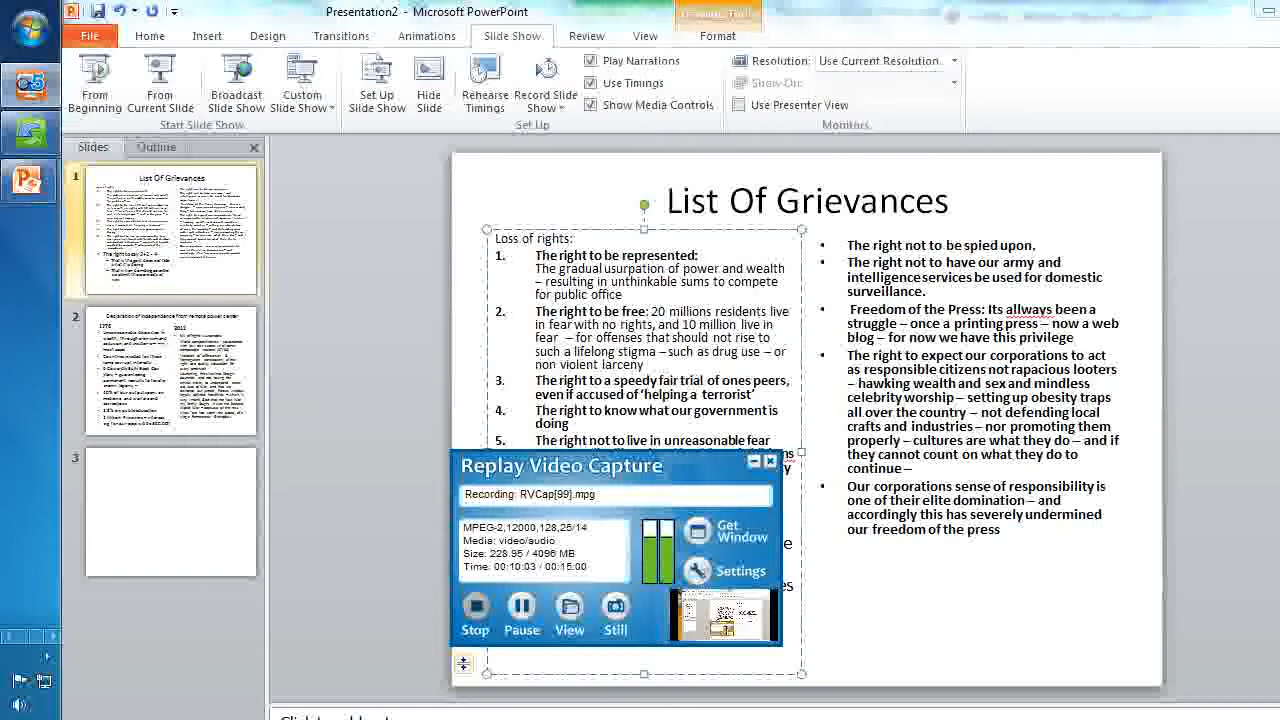 Presentation2 - Microsoft PowerPoint
File Home Insert Design Transitions Animations Slide Show Review View Format
From Beginning
From Current Slide
Broadcast Slide Show
Custom Slide Show
Set Up Slide Show
Hide Slide
Rehearse Timings
Record Slide Show
Play Narrations
Use Timings
Show Media Controls
Resolution: Use Current Resolution
Show On:
Use Presenter View
Start Slide Show
Set Up
Monitors
Slides Outline
1
List Of Grievances
2
Declaration of Independence from remote power center
1976
2012
3
List Of Grievances
Loss of rights:
1. The right to be represented:
The gradual usurpation of power and wealth
– resulting in unthinkable sums to compete
for public office
2. The right to be free: 20 millions residents live
in fear with no rights, and 10 million live in
fear – for offenses that should not rise to
such a lifelong stigma – such as drug use – or
non violent larceny
3. The right to a speedy fair trial of ones peers,
even if accused of 'helping a terrorist'
4. The right to know what our government is
doing
5. The right not to live in unreasonable fear
• The right not to be spied upon.
• The right not to have our army and
intelligence services be used for domestic
surveillance.
• Freedom of the Press: Its allways been a
struggle – once a printing press – now a web
blog – for now we have this privilege
• The right to expect our corporations to act
as responsible citizens not rapacious looters
– hawking wealth and sex and mindless
celebrity worship – setting up obesity traps
all over the country – not defending local
crafts and industries – nor promoting them
properly – cultures are what they do – and if
they cannot count on what they do to
continue –
• Our corporations sense of responsibility is
one of their elite domination – and
accordingly this has severely undermined
our freedom of the press
Replay Video Capture
Recording: RVCap[99].mpg
MPEG-2,12000,128,25/14
Media: video/audio
Size: 228.95 / 4096 MB
Time: 00:10:03 / 00:15:00
Get Window
Settings
Stop Pause View Still